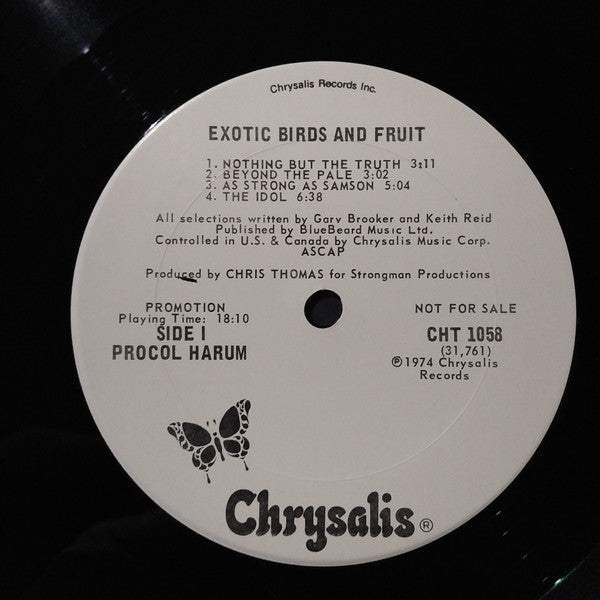 Chrysalis Records Inc.
EXOTIC BIRDS AND FRUIT
1. NOTHING BUT THE TRUTH 3:11
2. BEYOND THE PALE 3:02
3. AS STRONG AS SAMSON 5:04
4. THE IDOL 6:38
All selections written by Gary Brooker and Keith Reid
Published by BlueBeard Music Ltd.
Controlled in U.S. & Canada by Chrysalis Music Corp.
ASCAP
Produced by CHRIS THOMAS for Strongman Productions
PROMOTION
Playing Time: 18:10
SIDE I
PROCOL HARUM
NOT FOR SALE
CHT 1058
(31,761)
℗1974 Chrysalis
Records
Chrysalis®